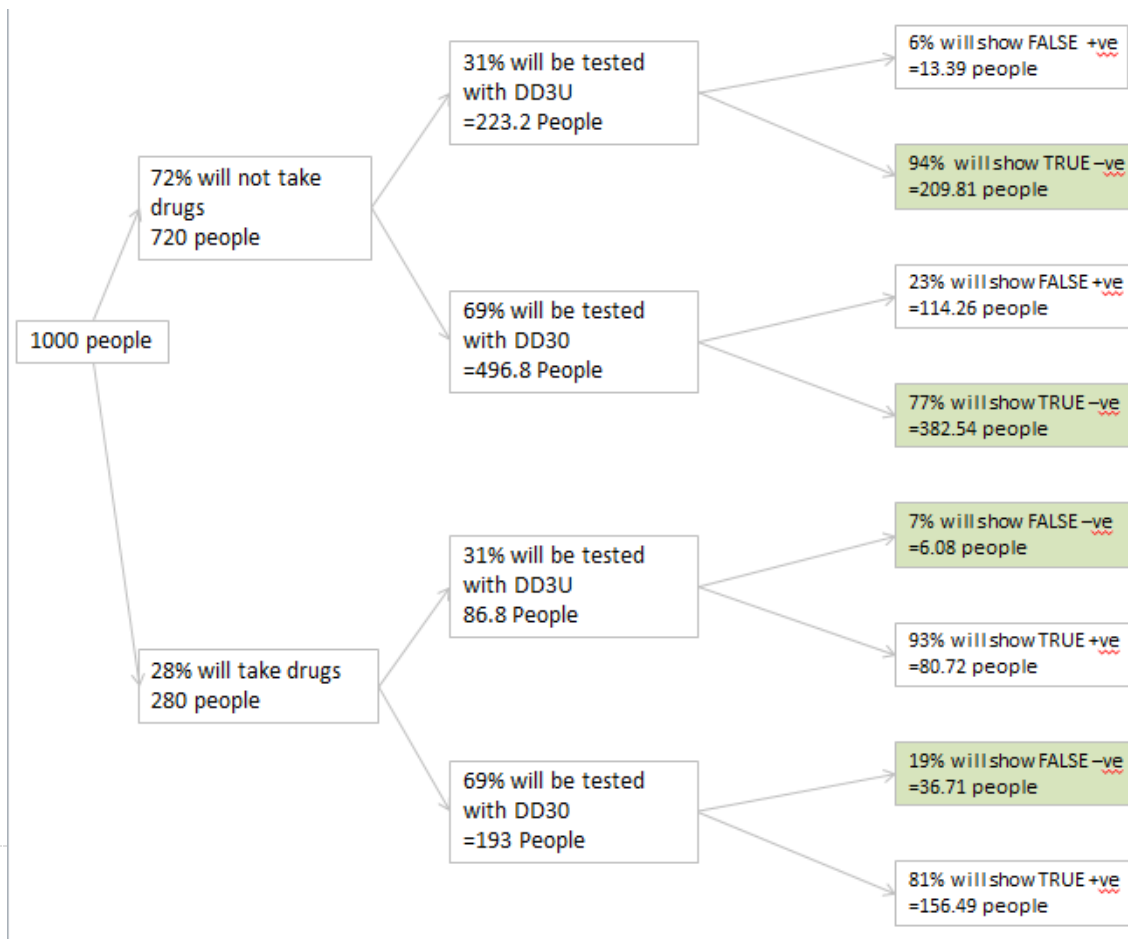 1000 people
72% will not take
drugs
720 people
28% will take drugs
280 people
31% will be tested
with DD3U
=223.2 People
69% will be tested
with DD30
=496.8 People
31% will be tested
with DD3U
86.8 People
69% will be tested
with DD30
=193 People
6% will show FALSE +ve
=13.39 people
94% will show TRUE –ve
=209.81 people
23% will show FALSE +ve
=114.26 people
77% will show TRUE –ve
=382.54 people
7% will show FALSE –ve
=6.08 people
93% will show TRUE +ve
=80.72 people
19% will show FALSE –ve
=36.71 people
81% will show TRUE +ve
=156.49 people